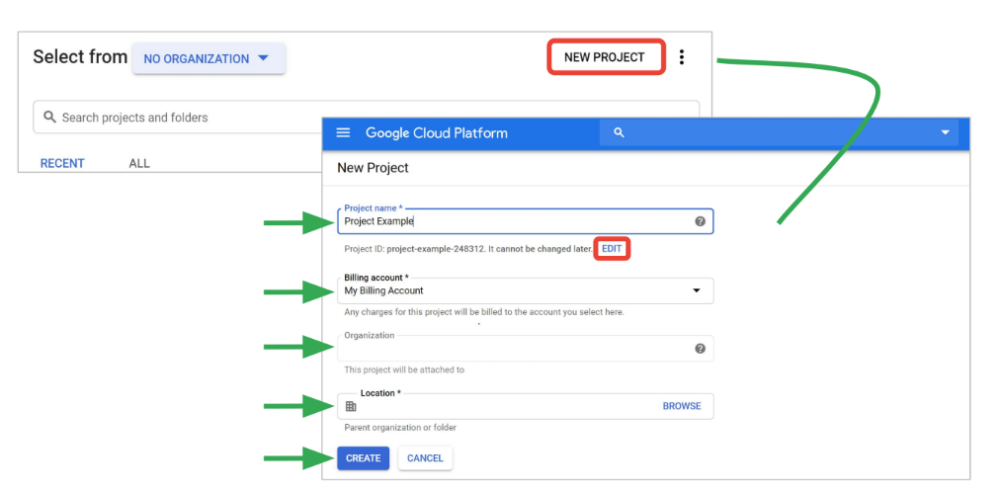 Select from NO ORGANIZATION NEW PROJECT
Search projects and folders
RECENT ALL
Google Cloud Platform
New Project
Project name *
Project Example
Project ID: project-example-248312. It cannot be changed later. EDIT
Billing account *
My Billing Account
Any charges for this project will be billed to the account you select here.
Organization
This project will be attached to
Location *
BROWSE
Parent organization or folder
CREATE CANCEL